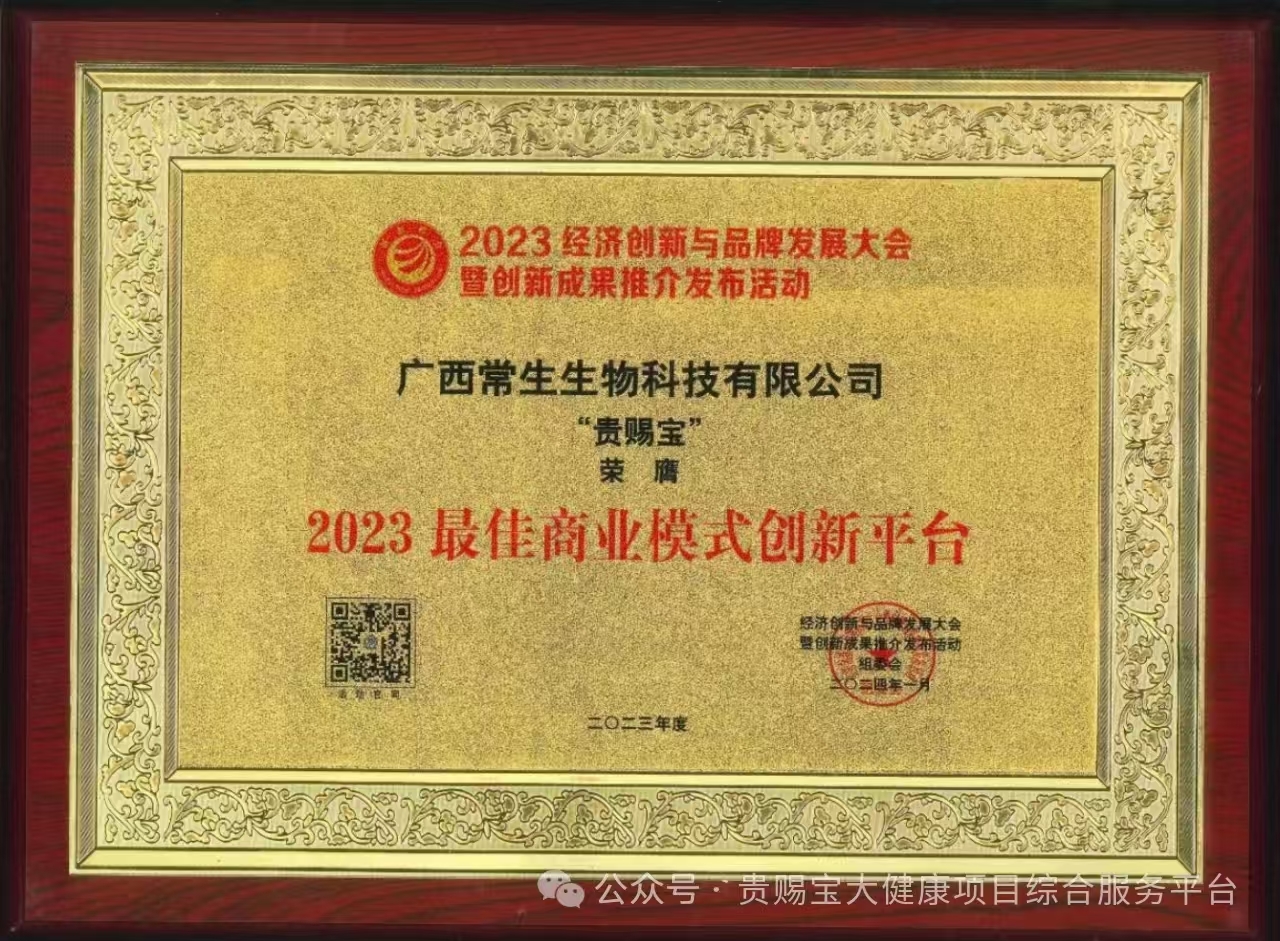 2023经济创新与品牌发展大会
暨创新成果推介发布活动
广西常生生物科技有限公司
“贵赐宝”
荣膺
2023最佳商业模式创新平台
活动官网
经济创新与品牌发展大会
暨创新成果推介发布活动
组委会
二〇二四年一月
二〇二三年度
公众号·贵赐宝大健康项目综合服务平台